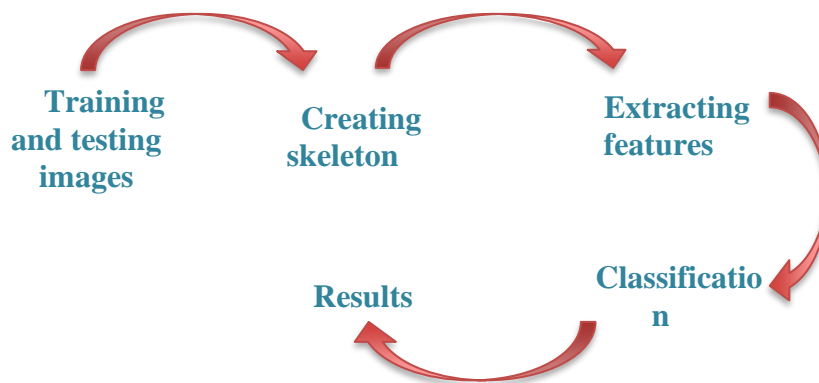 Training
and testing
images
Creating
skeleton
Extracting
features
Classificatio
n
Results